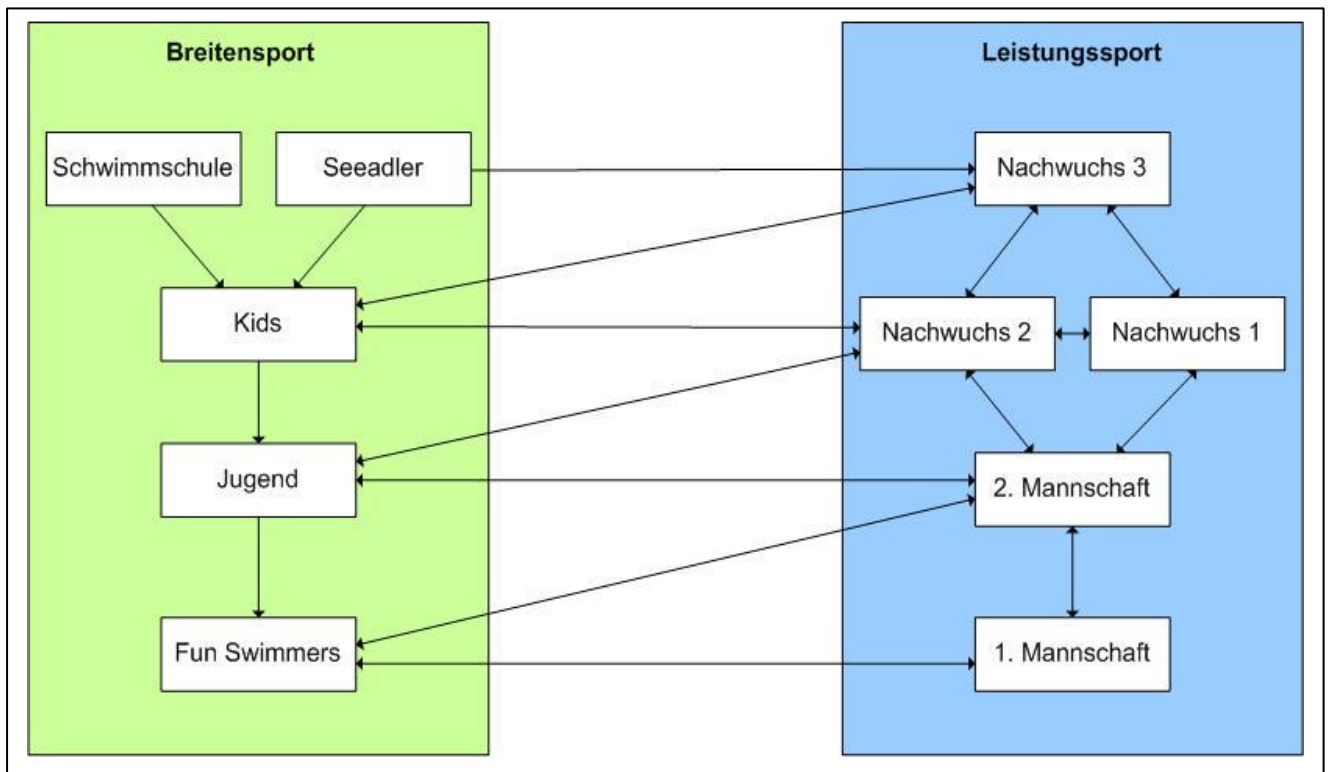 Breitensport
Schwimmschule
Seeadler
Kids
Jugend
Fun Swimmers
Leistungssport
Nachwuchs 3
Nachwuchs 2
Nachwuchs 1
2. Mannschaft
1. Mannschaft